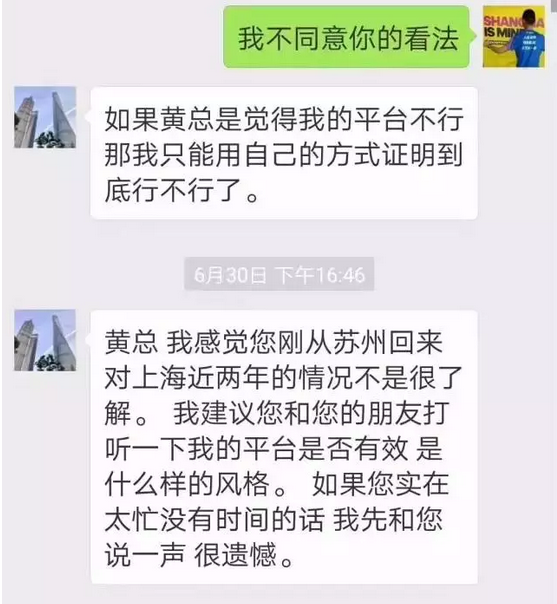 我不同意你的看法
如果黄总是觉得我的平台不行
那我只能用自己的方式证明到
底行不行了。
6月30日 下午16:46
黄总 我感觉您刚从苏州回来
对上海近两年的情况不是很了
解。 我建议您和您的朋友打
听一下我的平台是否有效 是
什么样的风格。 如果您实在
太忙没有时间的话 我先和您
说一声 很遗憾。